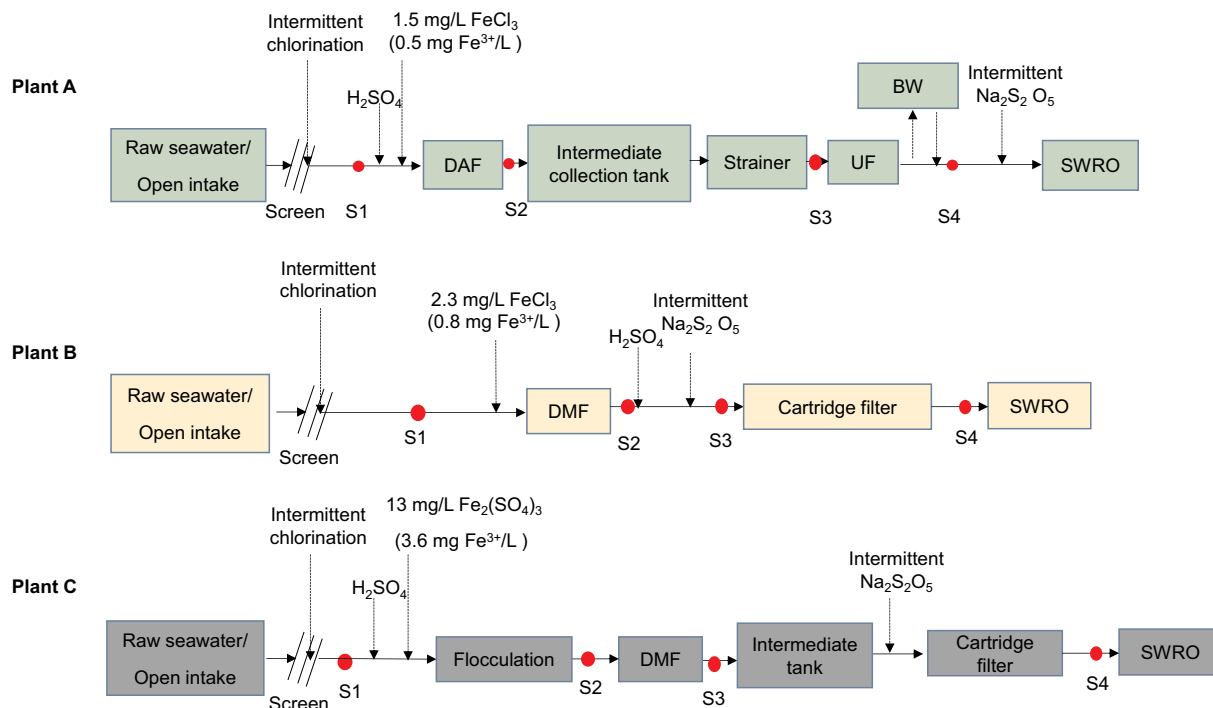 Intermittent
chlorination
1.5 mg/L FeCl₃
(0.5 mg Fe³⁺/L )
Plant A
H₂SO₄
BW
Intermittent
Na₂S₂ O₅
Raw seawater/
Open intake
Screen
S1
DAF
S2
Intermediate
collection tank
Strainer
S3
UF
S4
SWRO
Intermittent
chlorination
2.3 mg/L FeCl₃
(0.8 mg Fe³⁺/L )
Plant B
H₂SO₄
Intermittent
Na₂S₂ O₅
Raw seawater/
Open intake
Screen
S1
DMF
S2
S3
Cartridge filter
S4
SWRO
Intermittent
chlorination
13 mg/L Fe₂(SO₄)₃
(3.6 mg Fe³⁺/L )
Plant C
H₂SO₄
Intermittent
Na₂S₂O₅
Raw seawater/
Open intake
Screen
S1
Flocculation
S2
DMF
S3
Intermediate
tank
Cartridge
filter
S4
SWRO